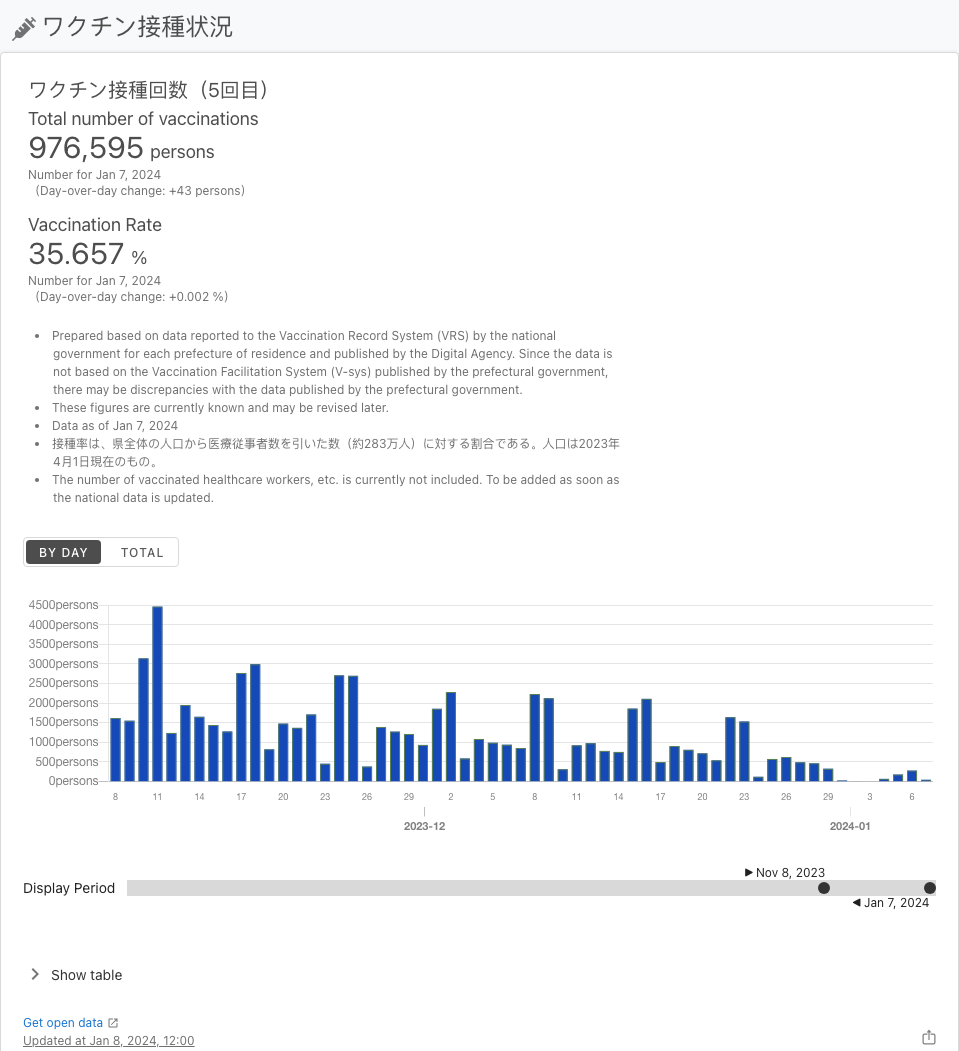 ワクチン接種状況
ワクチン接種回数（5回目）
Total number of vaccinations
976,595 persons
Number for Jan 7, 2024
（Day-over-day change: +43 persons）
Vaccination Rate
35.657 %
Number for Jan 7, 2024
（Day-over-day change: +0.002 %）
• Prepared based on data reported to the Vaccination Record System (VRS) by the national
government for each prefecture of residence and published by the Digital Agency. Since the data is
not based on the Vaccination Facilitation System (V-sys) published by the prefectural government,
there may be discrepancies with the data published by the prefectural government.
• These figures are currently known and may be revised later.
• Data as of Jan 7, 2024
• 接種率は、県全体の人口から医療従事者数を引いた数（約283万人）に対する割合である。人口は2023年
4月1日現在のもの。
• The number of vaccinated healthcare workers, etc. is currently not included. To be added as soon as
the national data is updated.
BY DAY TOTAL
4500persons
4000persons
3500persons
3000persons
2500persons
2000persons
1500persons
1000persons
500persons
0persons
8 11 14 17 20 23 26 29 2 5 8 11 14 17 20 23 26 29 3 6
2023-12 2024-01
Nov 8, 2023
Display Period
Jan 7, 2024
Show table
Get open data
Updated at Jan 8, 2024, 12:00